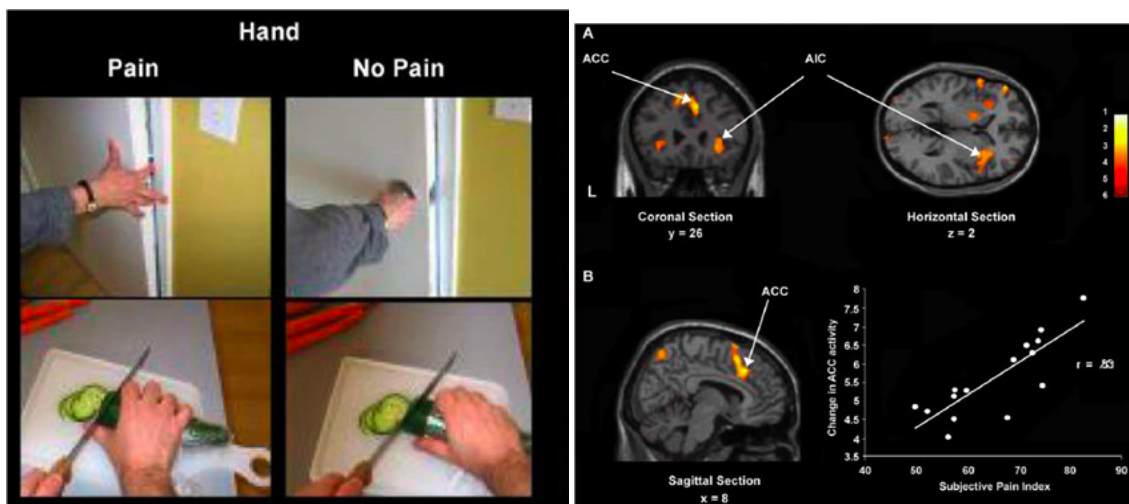 Hand
Pain No Pain
A
ACC AIC
1
2
3
4
5
6
L
Coronal Section
y = 26
Horizontal Section
z = 2
B
ACC
Change in ACC activity
8
7.5
7
6.5
6
5.5
5
4.5
4
3.5
r = .53
40 50 60 70 80 90
Subjective Pain Index
Sagittal Section
x = 8